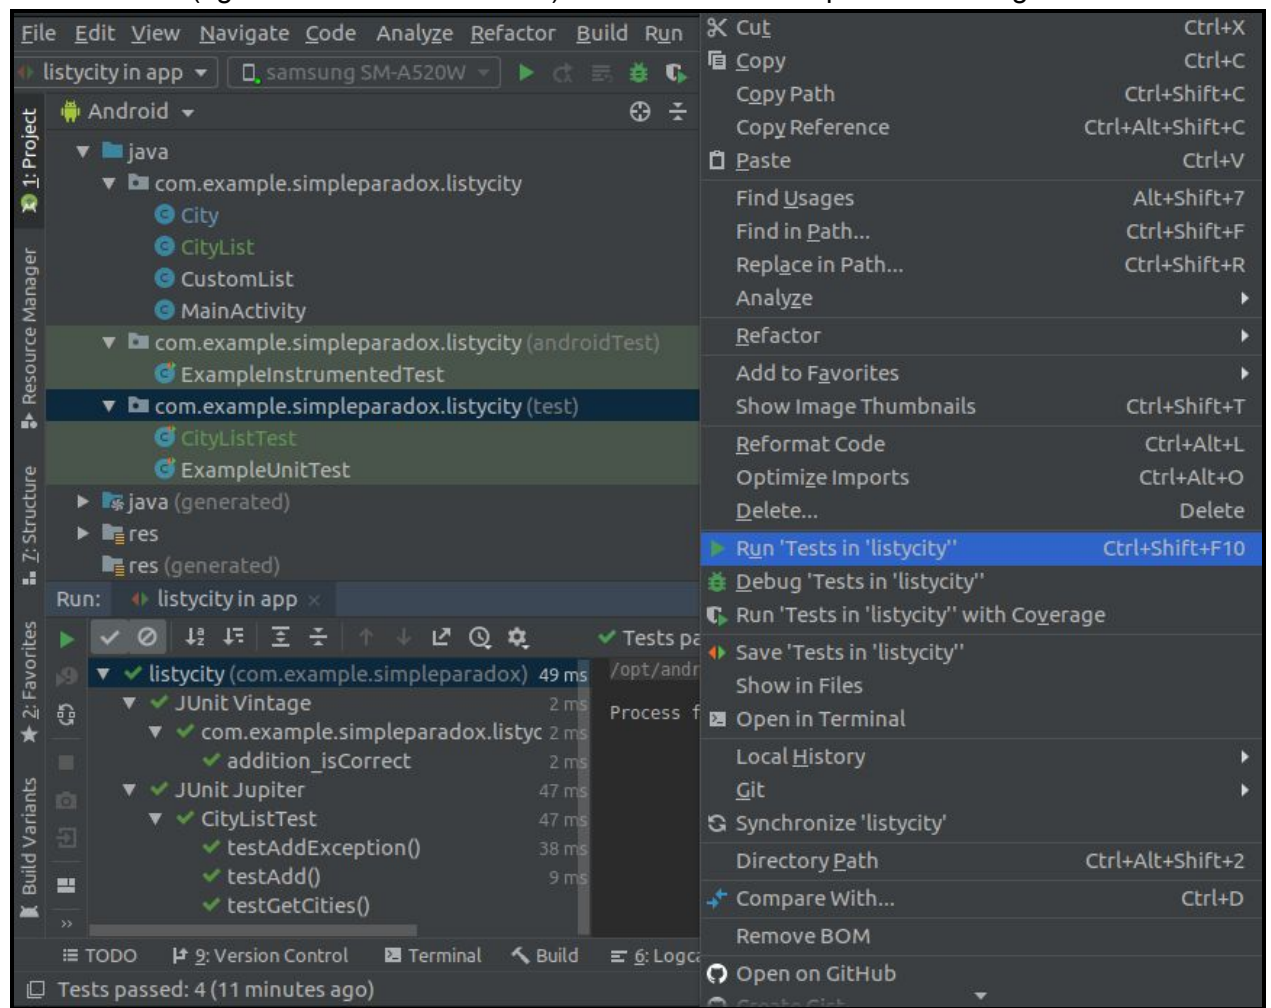 File Edit View Navigate Code Analyze Refactor Build Run
listycity in app samsung SM-A520W
Android
1: Project
Resource Manager
7: Structure
2: Favorites
Build Variants
java
com.example.simpleparadox.listycity
City
CityList
CustomList
MainActivity
com.example.simpleparadox.listycity (androidTest)
ExampleInstrumentedTest
com.example.simpleparadox.listycity (test)
CityListTest
ExampleUnitTest
java (generated)
res
res (generated)
Run: listycity in app
Tests pa
listycity (com.example.simpleparadox) 49 ms
JUnit Vintage 2 ms
com.example.simpleparadox.listyc 2 ms
addition_isCorrect 2 ms
JUnit Jupiter 47 ms
CityListTest 47 ms
testAddException() 38 ms
testAdd() 9 ms
testGetCities()
/opt/andr
Process f
TODO 9: Version Control Terminal Build 6: Logca
Tests passed: 4 (11 minutes ago)
Cut Ctrl+X
Copy Ctrl+C
Copy Path Ctrl+Shift+C
Copy Reference Ctrl+Alt+Shift+C
Paste Ctrl+V
Find Usages Alt+Shift+7
Find in Path... Ctrl+Shift+F
Replace in Path... Ctrl+Shift+R
Analyze
Refactor
Add to Favorites
Show Image Thumbnails Ctrl+Shift+T
Reformat Code Ctrl+Alt+L
Optimize Imports Ctrl+Alt+O
Delete... Delete
Run 'Tests in 'listycity'' Ctrl+Shift+F10
Debug 'Tests in 'listycity''
Run 'Tests in 'listycity'' with Coverage
Save 'Tests in 'listycity''
Show in Files
Open in Terminal
Local History
Git
Synchronize 'listycity'
Directory Path Ctrl+Alt+Shift+2
Compare With... Ctrl+D
Remove BOM
Open on GitHub
Create Gist